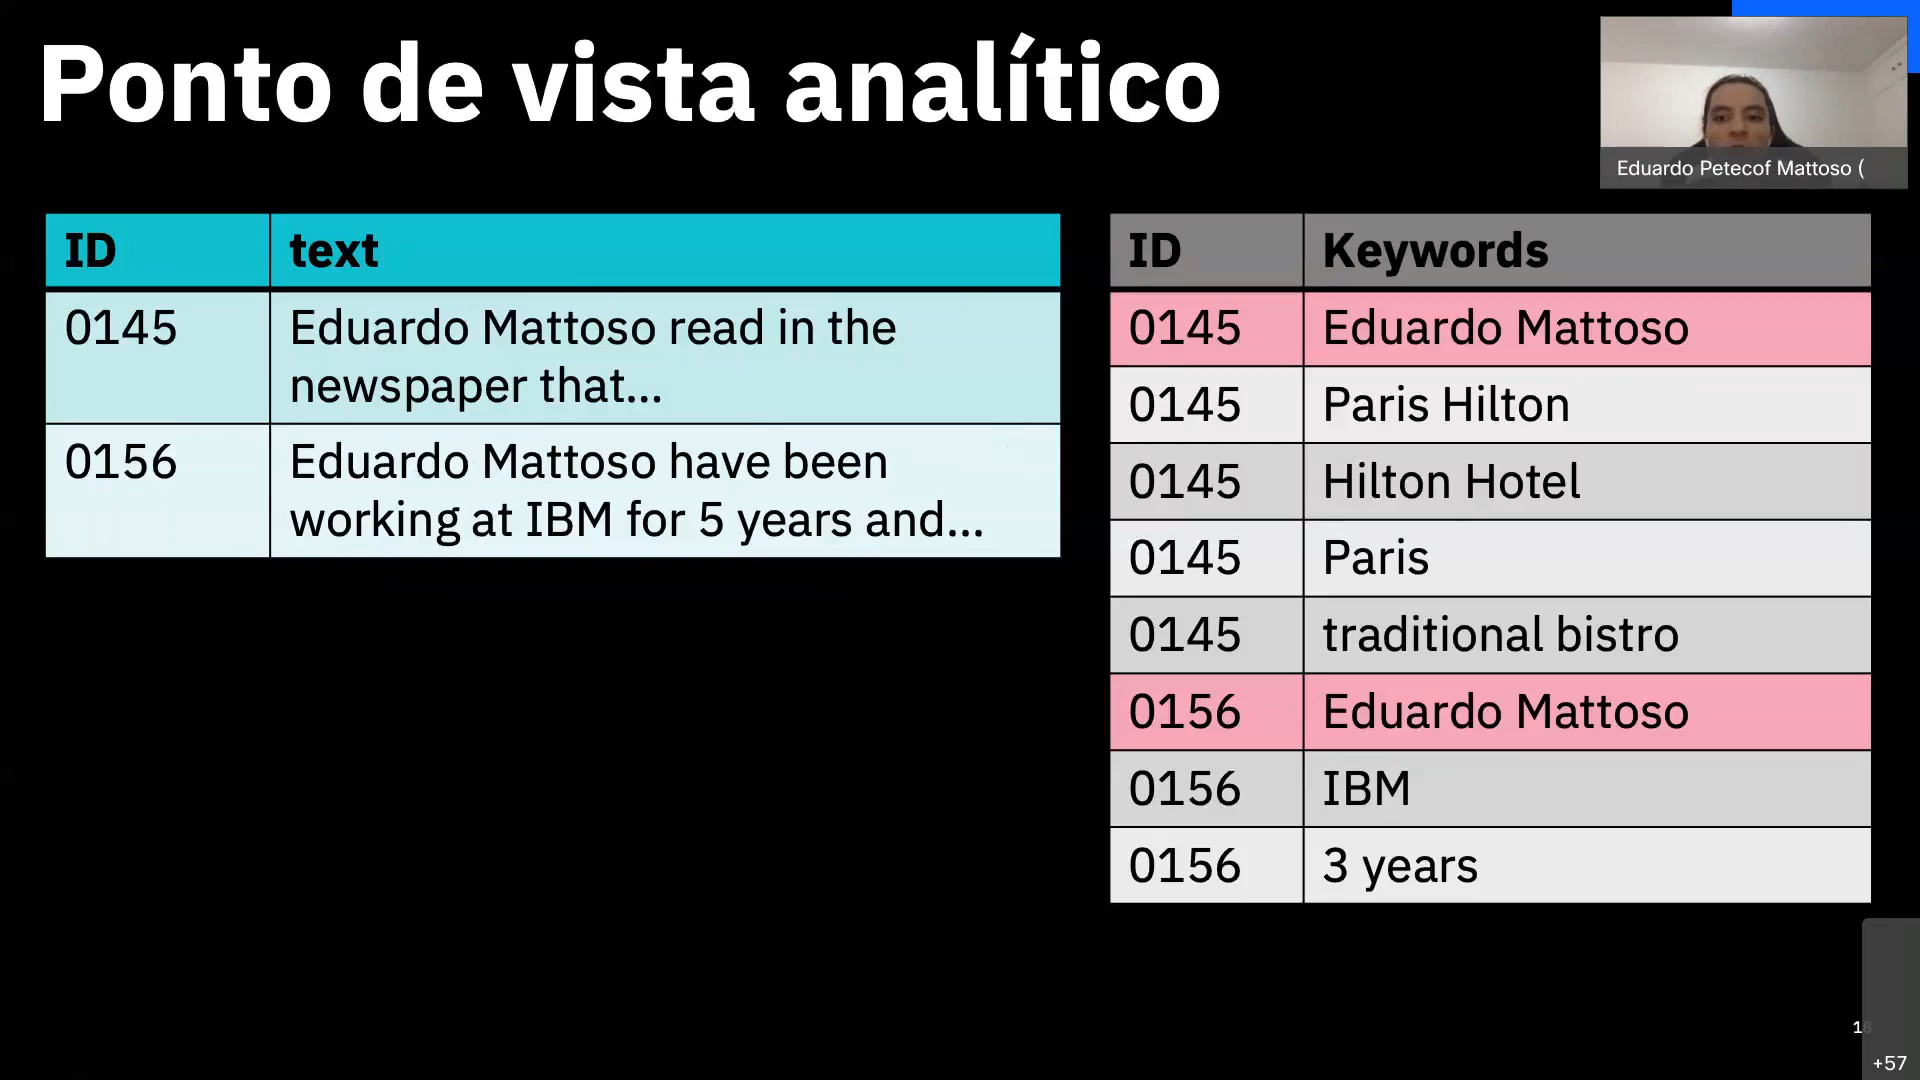 Ponto de vista analítico
Eduardo Petecof Mattoso (
ID text
0145 Eduardo Mattoso read in the
newspaper that...
0156 Eduardo Mattoso have been
working at IBM for 5 years and...
ID Keywords
0145 Eduardo Mattoso
0145 Paris Hilton
0145 Hilton Hotel
0145 Paris
0145 traditional bistro
0156 Eduardo Mattoso
0156 IBM
0156 3 years
18
+57